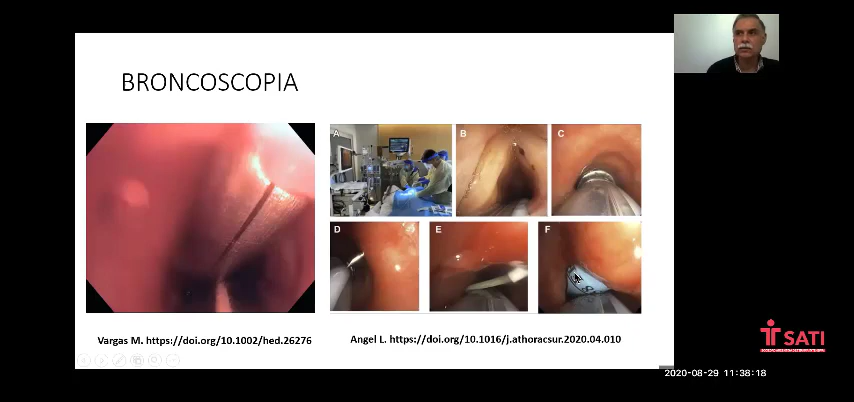 BRONCOSCOPIA
A
B
C
D
E
F
8
Vargas M. https://doi.org/10.1002/hed.26276
Angel L. https://doi.org/10.1016/j.athoracsur.2020.04.010
SATI
2020-08-29 11:38:18